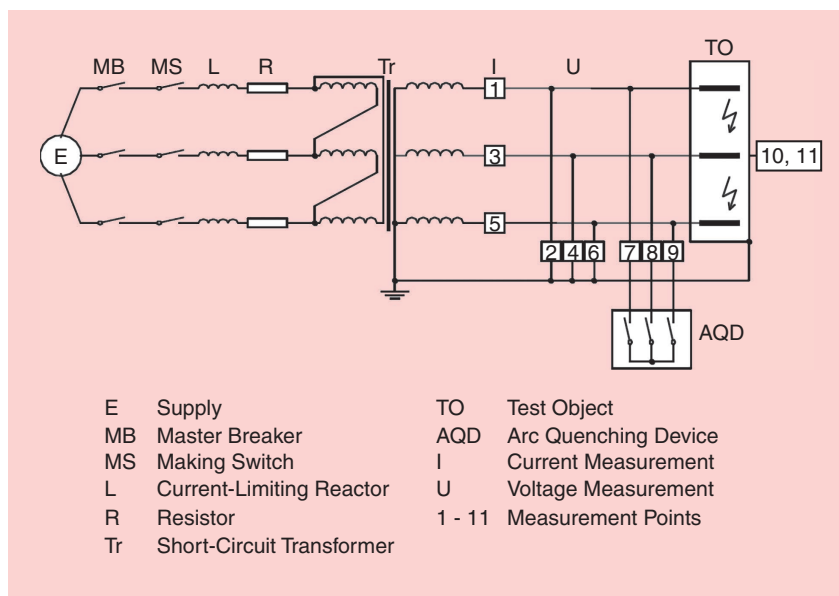 TO
MB MS L R Tr I U
1
E 3 10, 11
5
2 4 6 7 8 9
AQD
E Supply
MB Master Breaker
MS Making Switch
L Current-Limiting Reactor
R Resistor
Tr Short-Circuit Transformer
TO Test Object
AQD Arc Quenching Device
I Current Measurement
U Voltage Measurement
1 - 11 Measurement Points